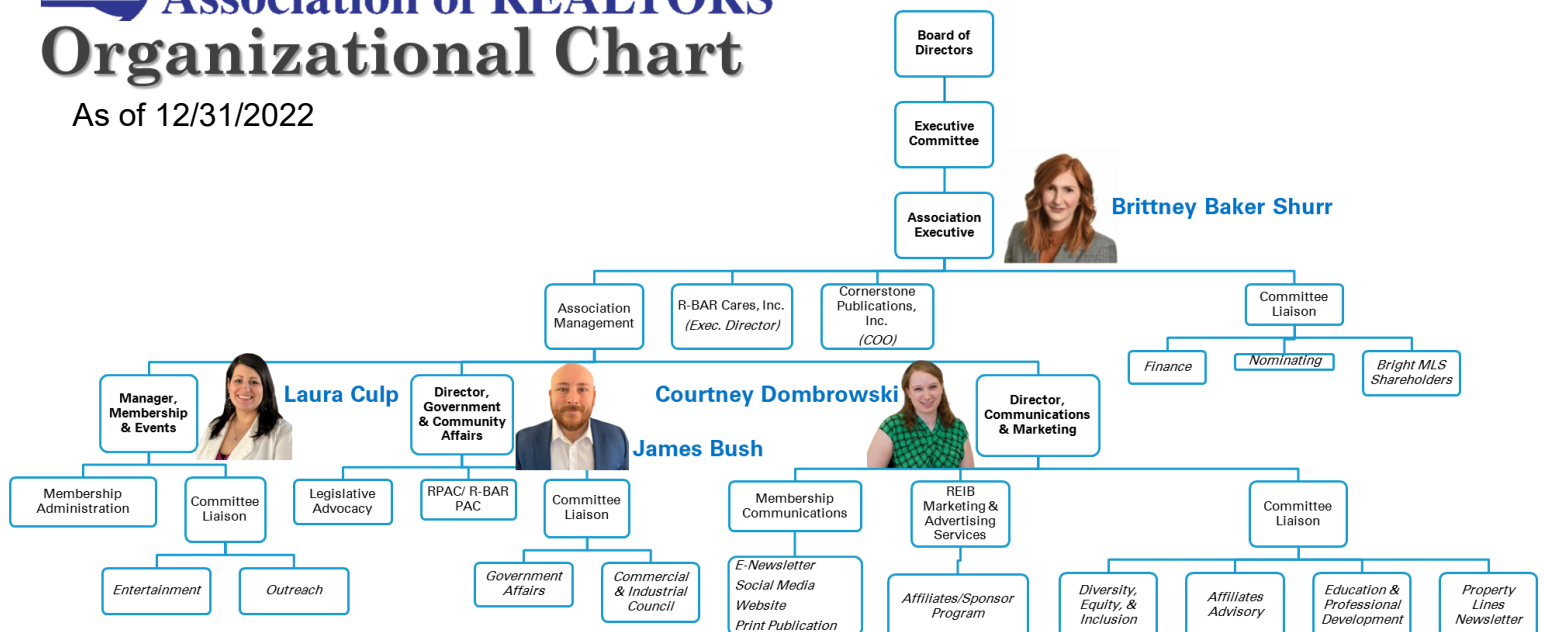 Association of REALTORS
Organizational Chart
As of 12/31/2022
Board of
Directors
Executive
Committee
Association
Executive
Brittney Baker Shurr
Association
Management
R-BAR Cares, Inc.
(Exec. Director)
Cornerstone
Publications,
Inc.
(COO)
Committee
Liaison
Finance
Nominating
Bright MLS
Shareholders
Manager,
Membership
& Events
Laura Culp
Director,
Government
& Community
Affairs
James Bush
Courtney Dombrowski
Director,
Communications
& Marketing
Membership
Administration
Committee
Liaison
Entertainment
Outreach
Legislative
Advocacy
RPAC/ R-BAR
PAC
Committee
Liaison
Government
Affairs
Commercial
& Industrial
Council
Membership
Communications
E-Newsletter
Social Media
Website
Print Publication
REIB
Marketing &
Advertising
Services
Affiliates/Sponsor
Program
Committee
Liaison
Diversity,
Equity, &
Inclusion
Affiliates
Advisory
Education &
Professional
Development
Property
Lines
Newsletter